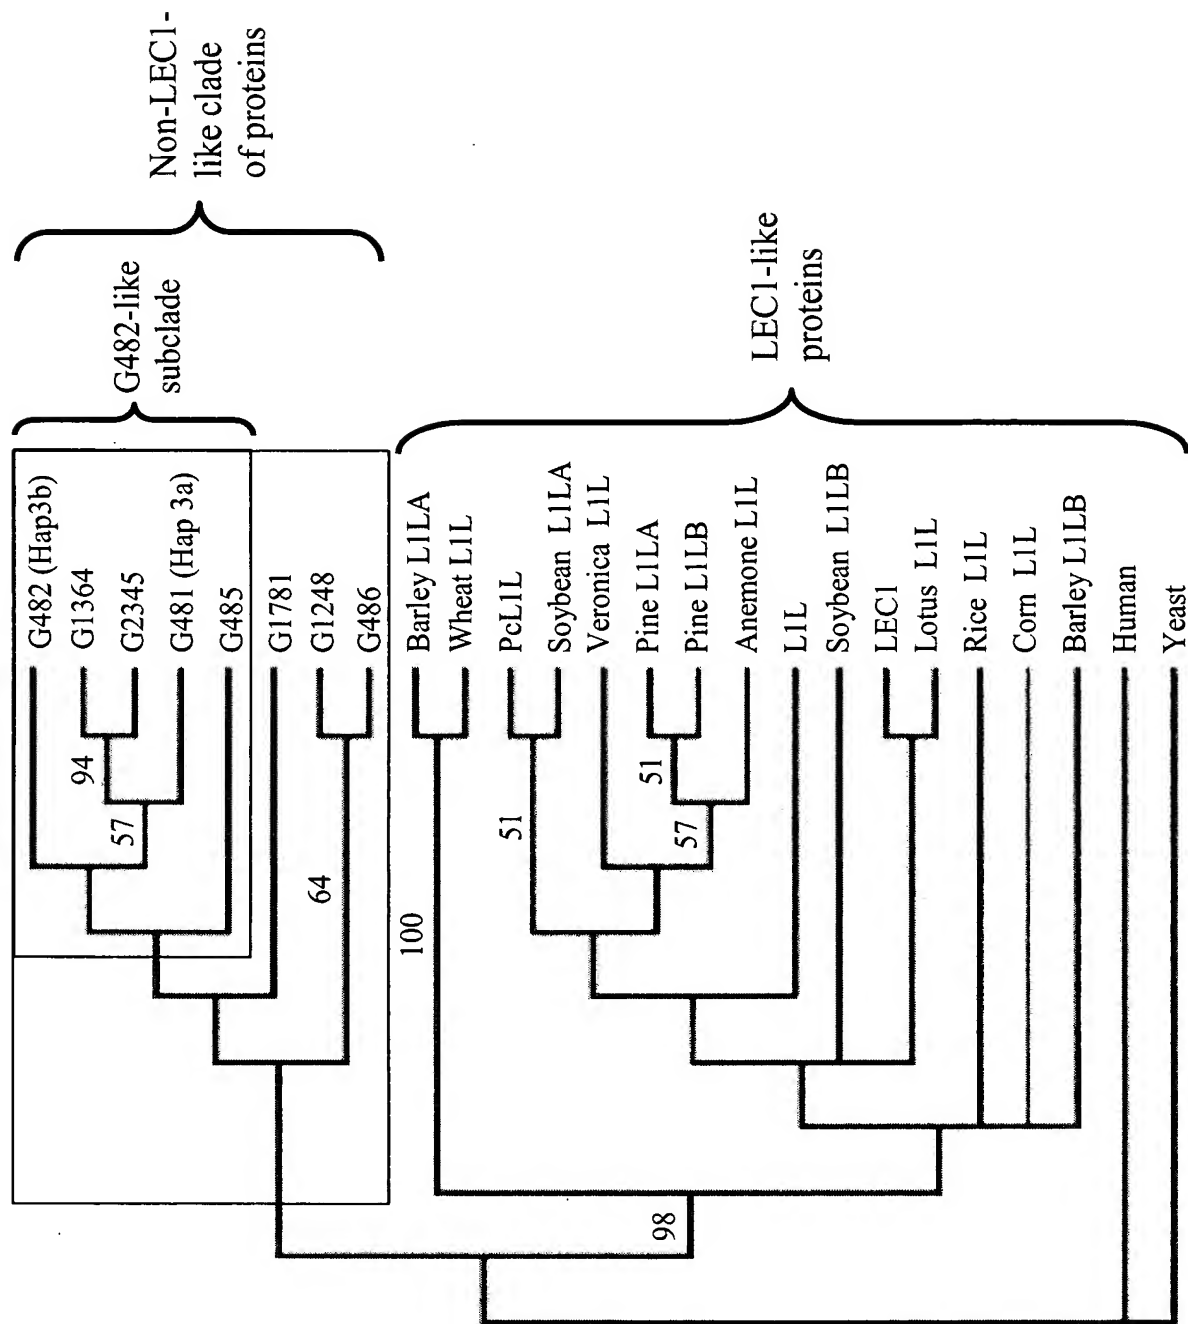 Non-LEC1-
like clade
of proteins
G482-like
subclade
LEC1-like
proteins
G482 (Hap3b)
G1364
G2345
G481 (Hap 3a)
G485
G1781
G1248
G486
Barley L1LA
Wheat L1L
PcL1L
Soybean L1LA
Veronica L1L
Pine L1LA
Pine L1LB
Anemone L1L
L1L
Soybean L1LB
LEC1
Lotus L1L
Rice L1L
Corn L1L
Barley L1LB
Human
Yeast
94
57
64
100
51
51
57
98